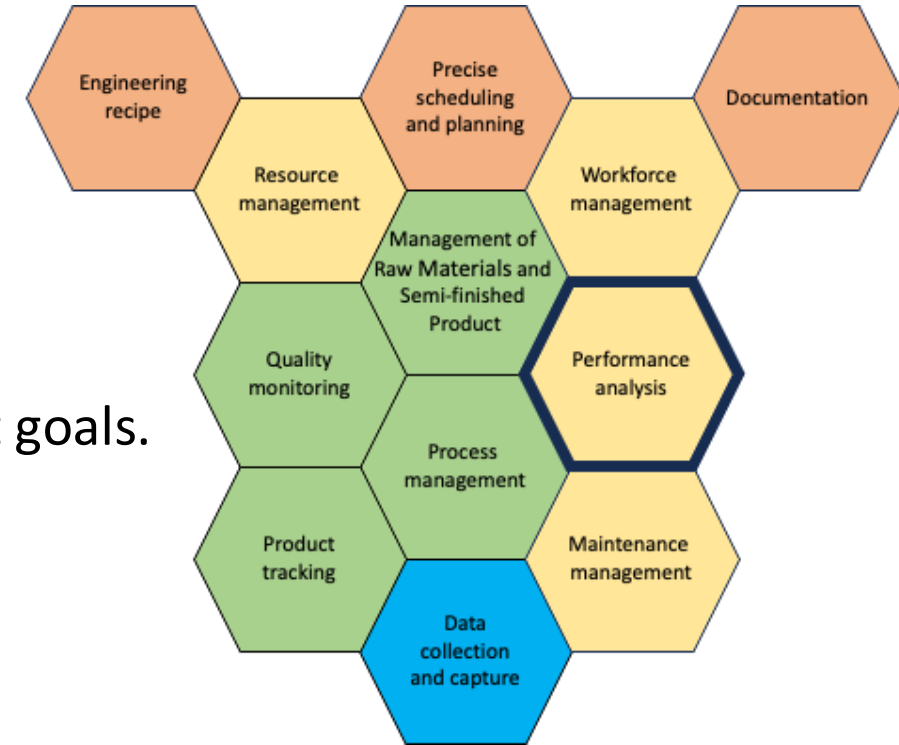 Engineering
recipe
Precise
scheduling
and planning
Documentation
Resource
management
Workforce
management
Management of
Raw Materials and
Semi-finished
Product
Quality
monitoring
Performance
analysis
goals.
Process
management
Product
tracking
Maintenance
management
Data
collection
and capture